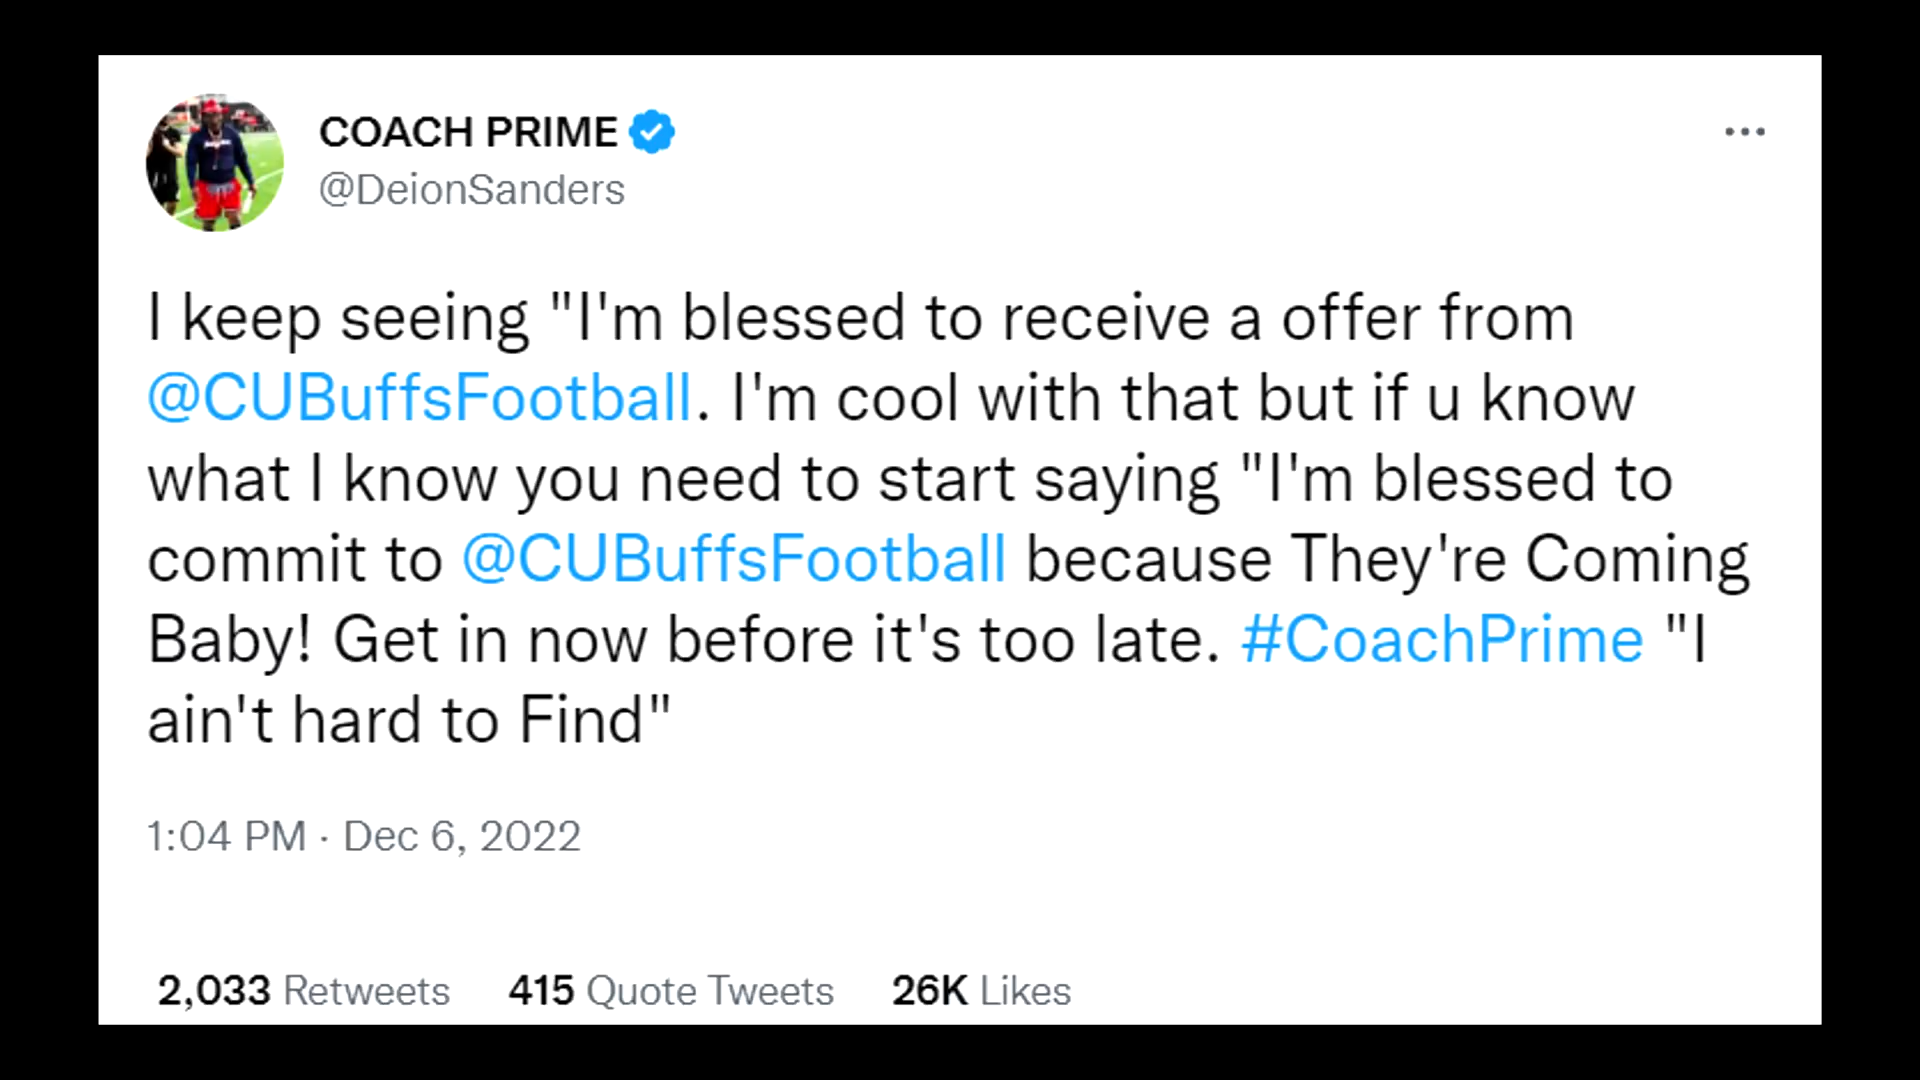 COACH PRIME
@DeionSanders
I keep seeing "I'm blessed to receive a offer from
@CUBuffsFootball. I'm cool with that but if u know
what I know you need to start saying "I'm blessed to
commit to @CUBuffsFootball because They're Coming
Baby! Get in now before it's too late. #CoachPrime "I
ain't hard to Find"
1:04 PM · Dec 6, 2022
2,033 Retweets 415 Quote Tweets 26K Likes